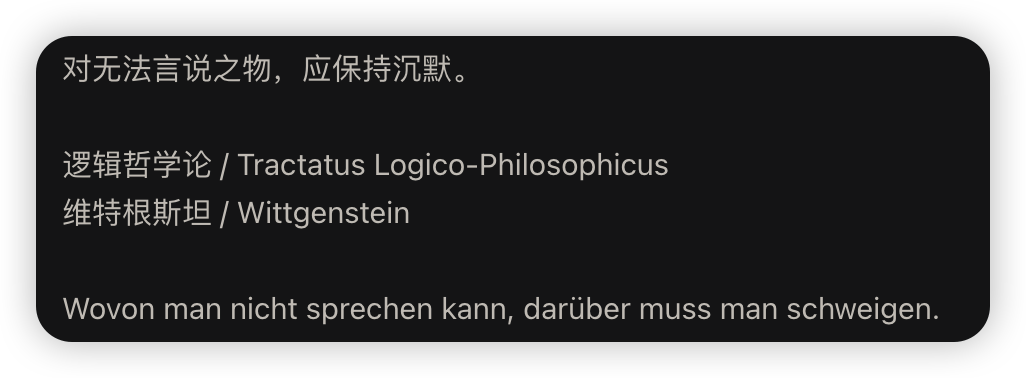 对无法言说之物，应保持沉默。
逻辑哲学论 / Tractatus Logico-Philosophicus
维特根斯坦 / Wittgenstein
Wovon man nicht sprechen kann, darüber muss man schweigen.